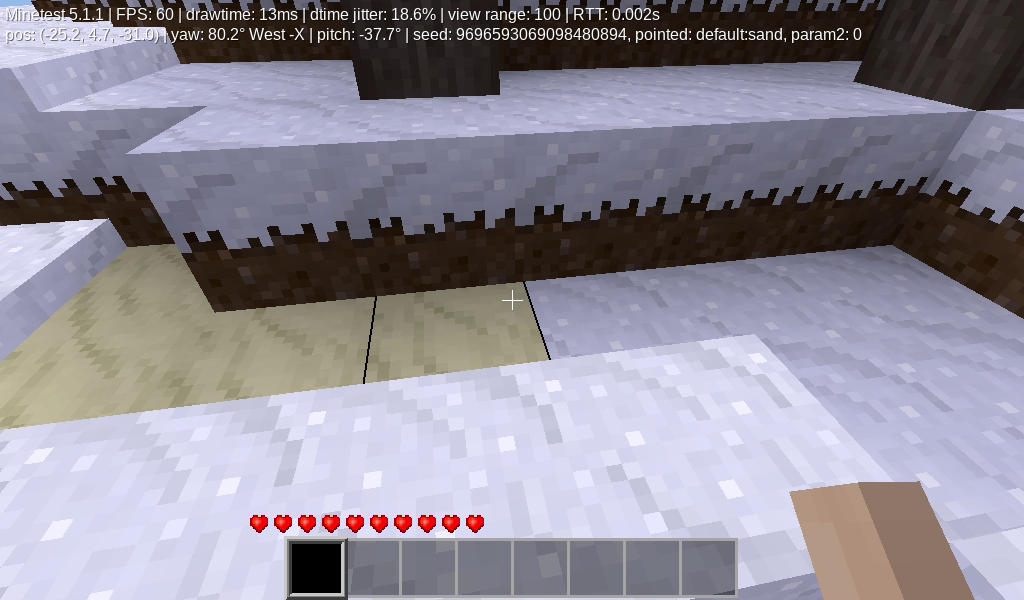 Minetest 5.1.1 | FPS: 60 | drawtime: 13ms | dtime jitter: 18.6% | view range: 100 | RTT: 0.002s
pos: (-25.2, 4.7, -31.0) | yaw: 80.2° West -X | pitch: -37.7° | seed: 9696593069098480894, pointed: default:sand, param2: 0